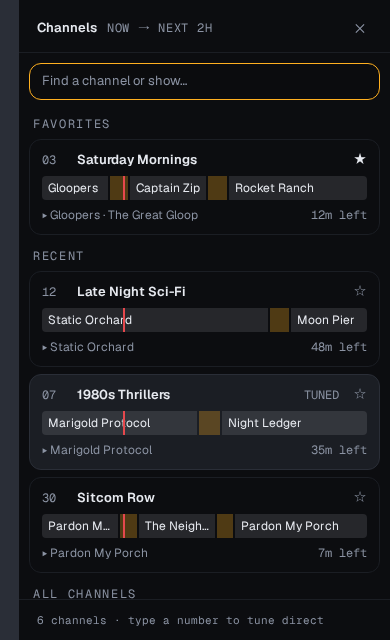 Channels NOW → NEXT 2H ×
Find a channel or show…
FAVORITES
03 Saturday Mornings ★
Gloopers Captain Zip Rocket Ranch
▸ Gloopers · The Great Gloop 12m left
RECENT
12 Late Night Sci-Fi ☆
Static Orchard Moon Pier
▸ Static Orchard 48m left
07 1980s Thrillers TUNED ☆
Marigold Protocol Night Ledger
▸ Marigold Protocol 35m left
30 Sitcom Row ☆
Pardon M… The Neigh… Pardon My Porch
▸ Pardon My Porch 7m left
ALL CHANNELS
6 channels · type a number to tune direct